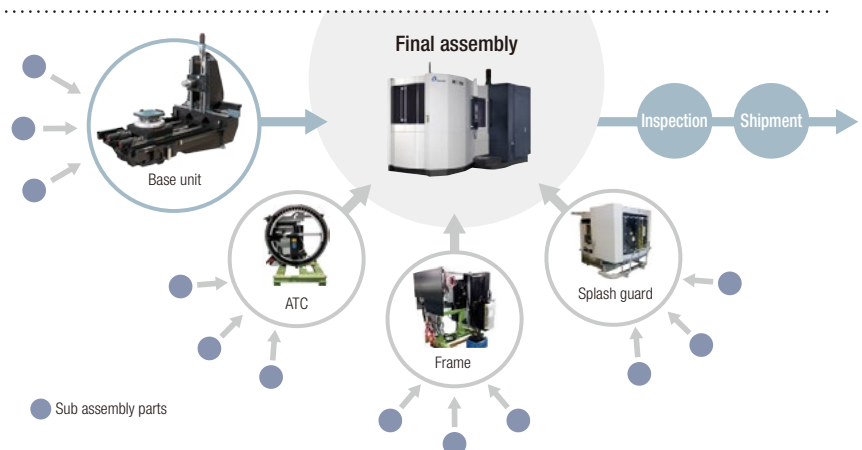 Final assembly
Inspection
Shipment
Base unit
ATC
Splash guard
Frame
Sub assembly parts